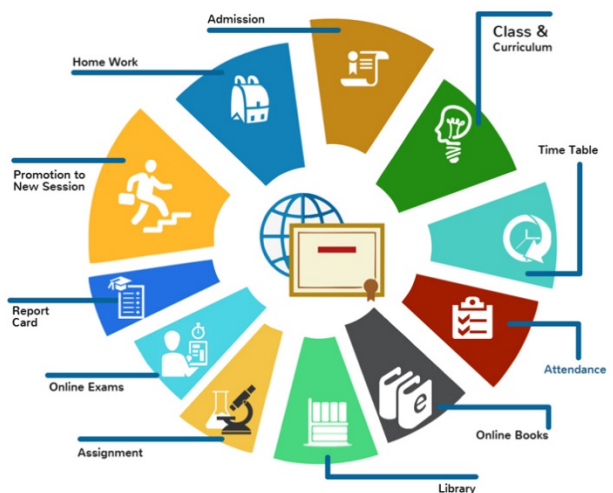 Admission
Class &
Curriculum
Home Work
Time Table
Promotion to
New Session
Report
Card
Attendance
Online Exams
Online Books
Assignment
Library
e